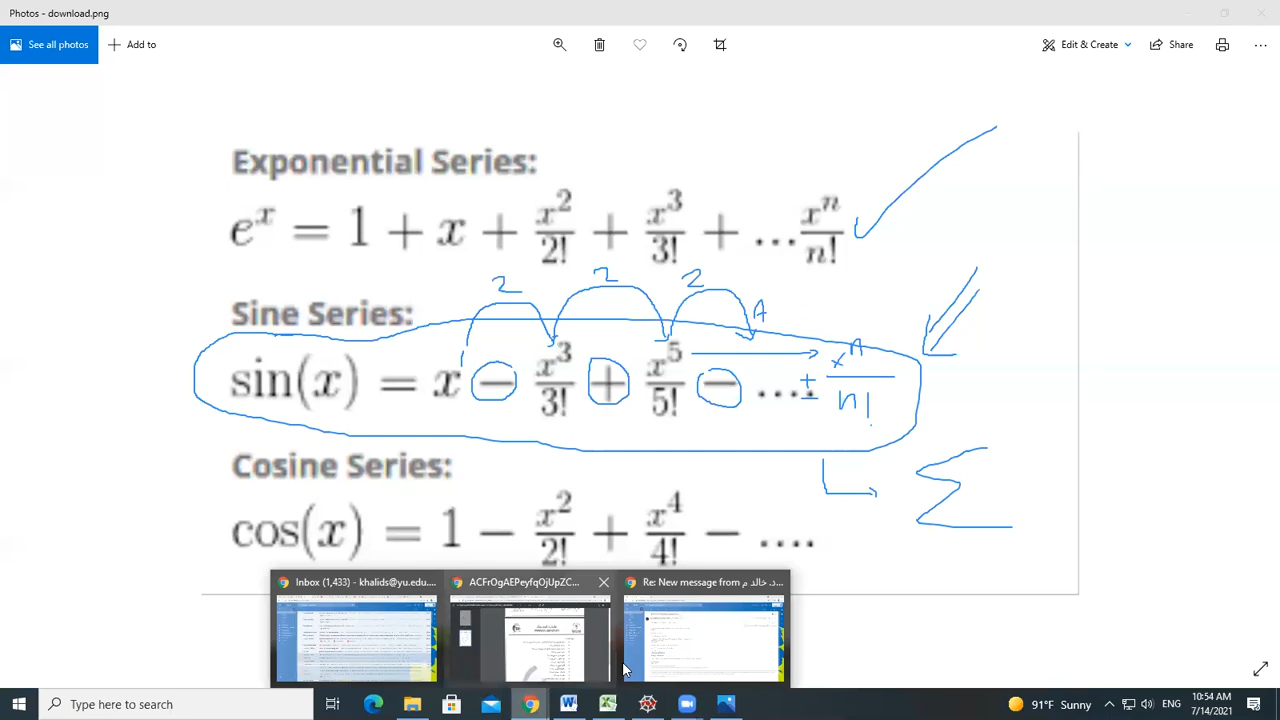 Photos - download.png
See all photos
Add to
Edit & Create
Share
Exponential Series:
e^x = 1 + x + x^2/2! + x^3/3! + ... x^n/n!
2 2 2
Sine Series:
sin(x) = x − x^3/3! + x^5/5! − .... ± x^n/n!
Σ
Cosine Series:
cos(x) = 1 − x^2/2! + x^4/4! − ....
Inbox (1,433) - khalids@yu.edu....
ACFrOgAEPeyfqOjUpZC...
Re: New message from د. خالد م...
Type here to search
91°F Sunny
ENG
10:54 AM
7/14/2021